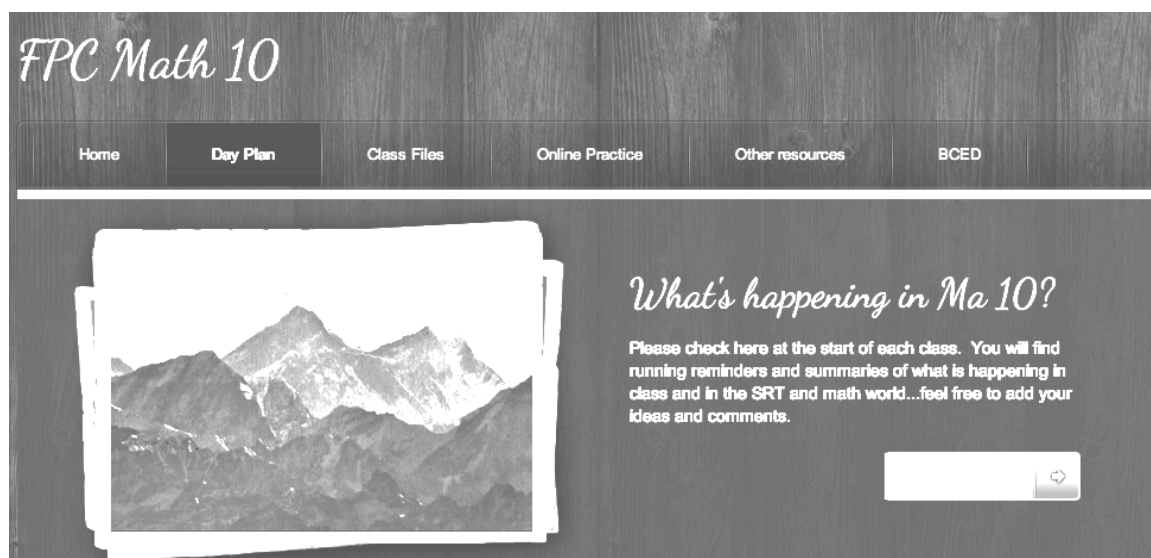 FPC Math 10
Home Day Plan Class Files Online Practice Other resources BCED
What's happening in Ma 10?
Please check here at the start of each class. You will find
running reminders and summaries of what is happening in
class and in the SRT and math world...feel free to add your
ideas and comments.